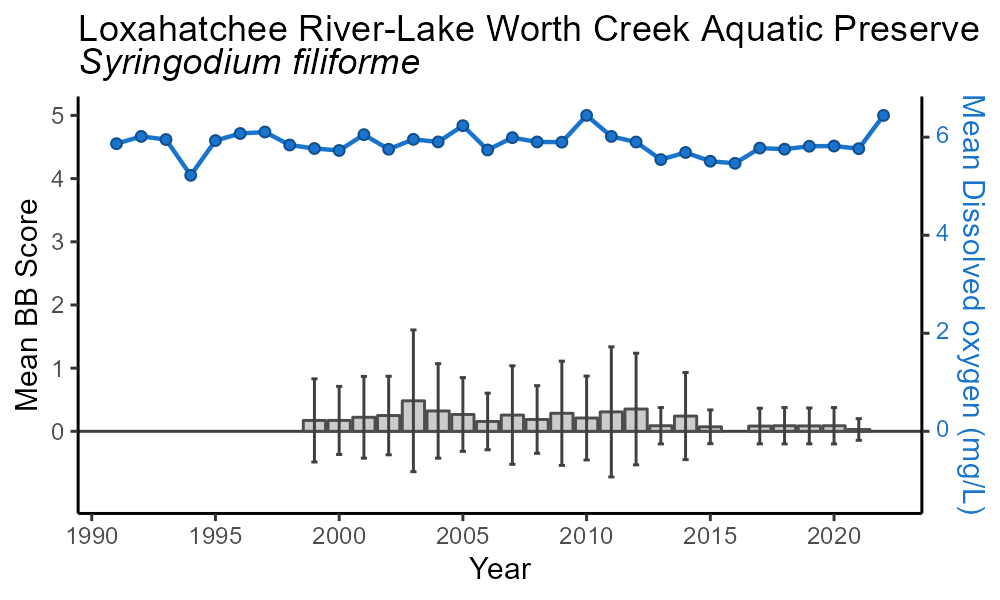 Loxahatchee River-Lake Worth Creek Aquatic Preserve
Syringodium filiforme
Mean BB Score
5
4
3
2
1
0
6
4
2
0
Mean Dissolved oxygen (mg/L)
1990 1995 2000 2005 2010 2015 2020
Year